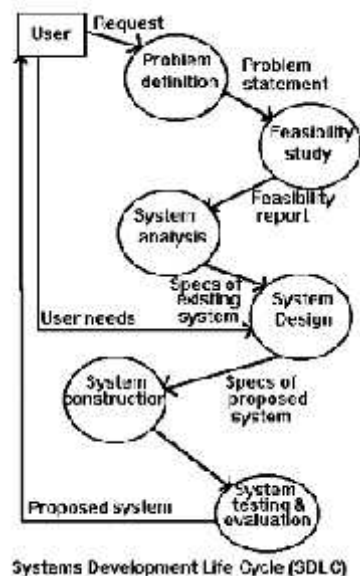 User
Request
Problem
definition
Problem
statement
Feasibility
study
Feasibility
report
System
analysis
Specs of
existing
system
User needs
System
Design
System
construction
Specs of
proposed
system
Proposed system
System
testing &
evaluation
Systems Development Life Cycle (SDLC)